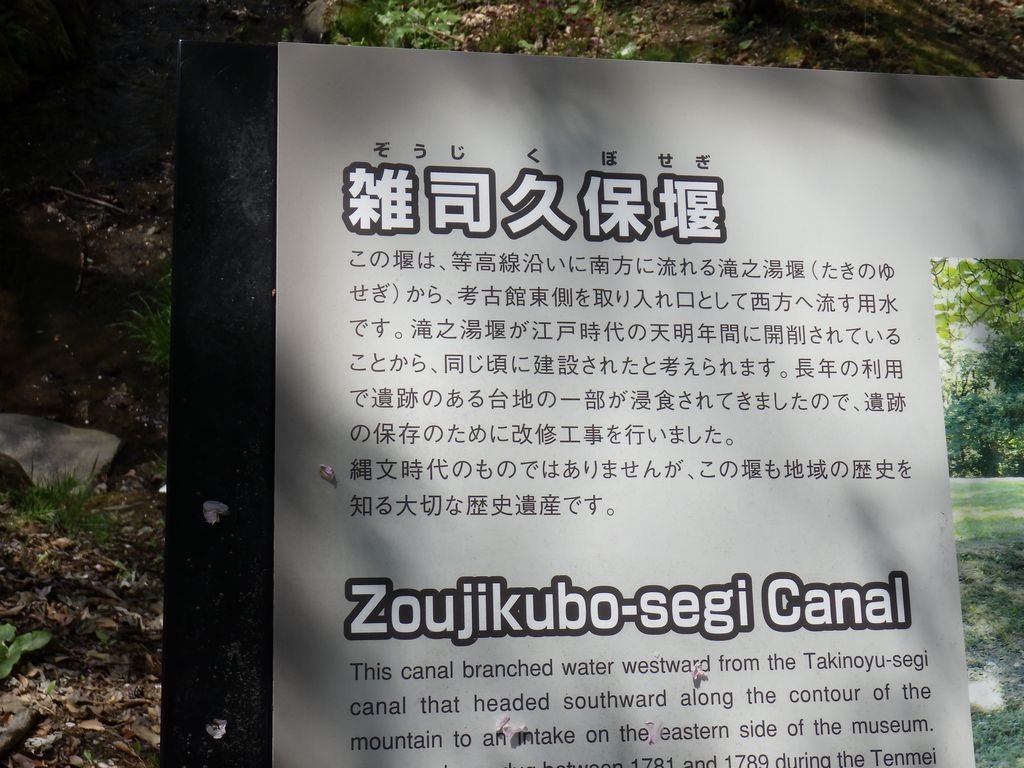 ぞうじくぼせぎ
雑司久保堰
この堰は、等高線沿いに南方に流れる滝之湯堰（たきのゆ
せぎ）から、考古館東側を取り入れ口として西方へ流す用水
です。滝之湯堰が江戸時代の天明年間に開削されている
ことから、同じ頃に建設されたと考えられます。長年の利用
で遺跡のある台地の一部が浸食されてきましたので、遺跡
の保存のために改修工事を行いました。
縄文時代のものではありませんが、この堰も地域の歴史を
知る大切な歴史遺産です。
Zoujikubo-segi Canal
This canal branched water westward from the Takinoyu-segi
canal that headed southward along the contour of the
mountain to an intake on the eastern side of the museum.
dug between 1781 and 1789 during the Tenmei